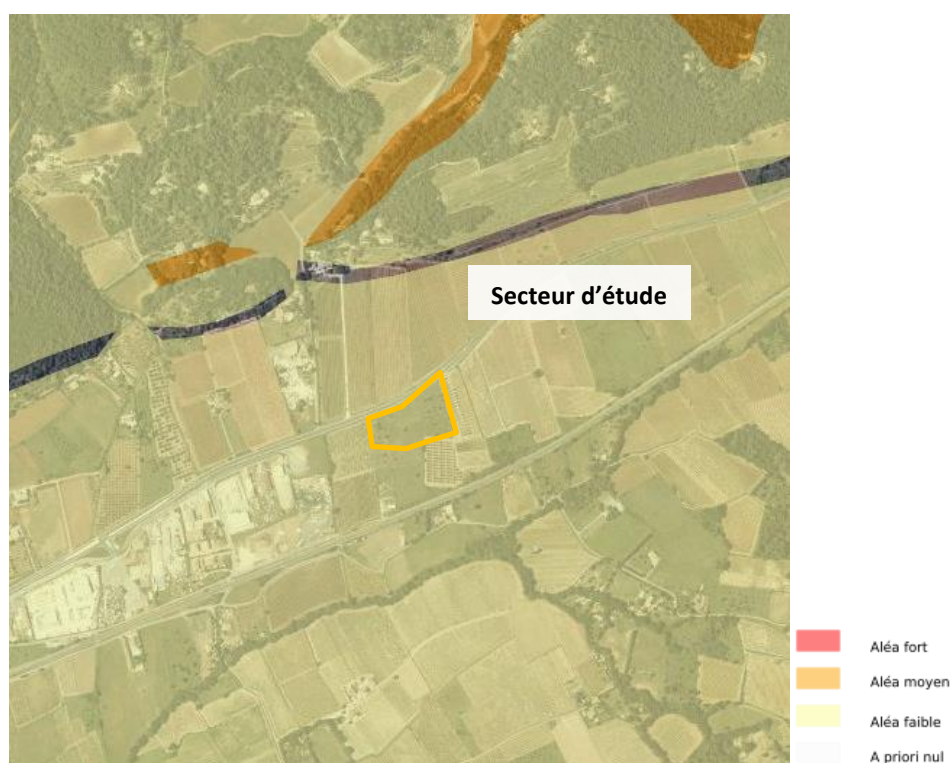 Secteur d'étude
Aléa fort
Aléa moyen
Aléa faible
A priori nul